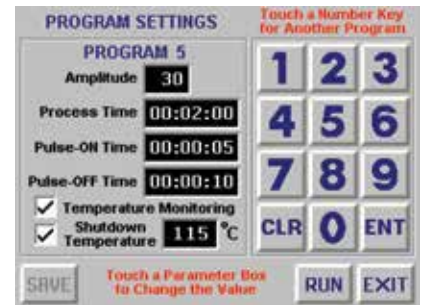 PROGRAM SETTINGS
Touch a Number Key
for Another Program
PROGRAM 5
Amplitude 30
Process Time 00:02:00
Pulse-ON Time 00:00:05
Pulse-OFF Time 00:00:10
Temperature Monitoring
Shutdown
Temperature 115 °C
1 2 3
4 5 6
7 8 9
CLR 0 ENT
SAVE
Touch a Parameter Box
to Change the Value
RUN EXIT